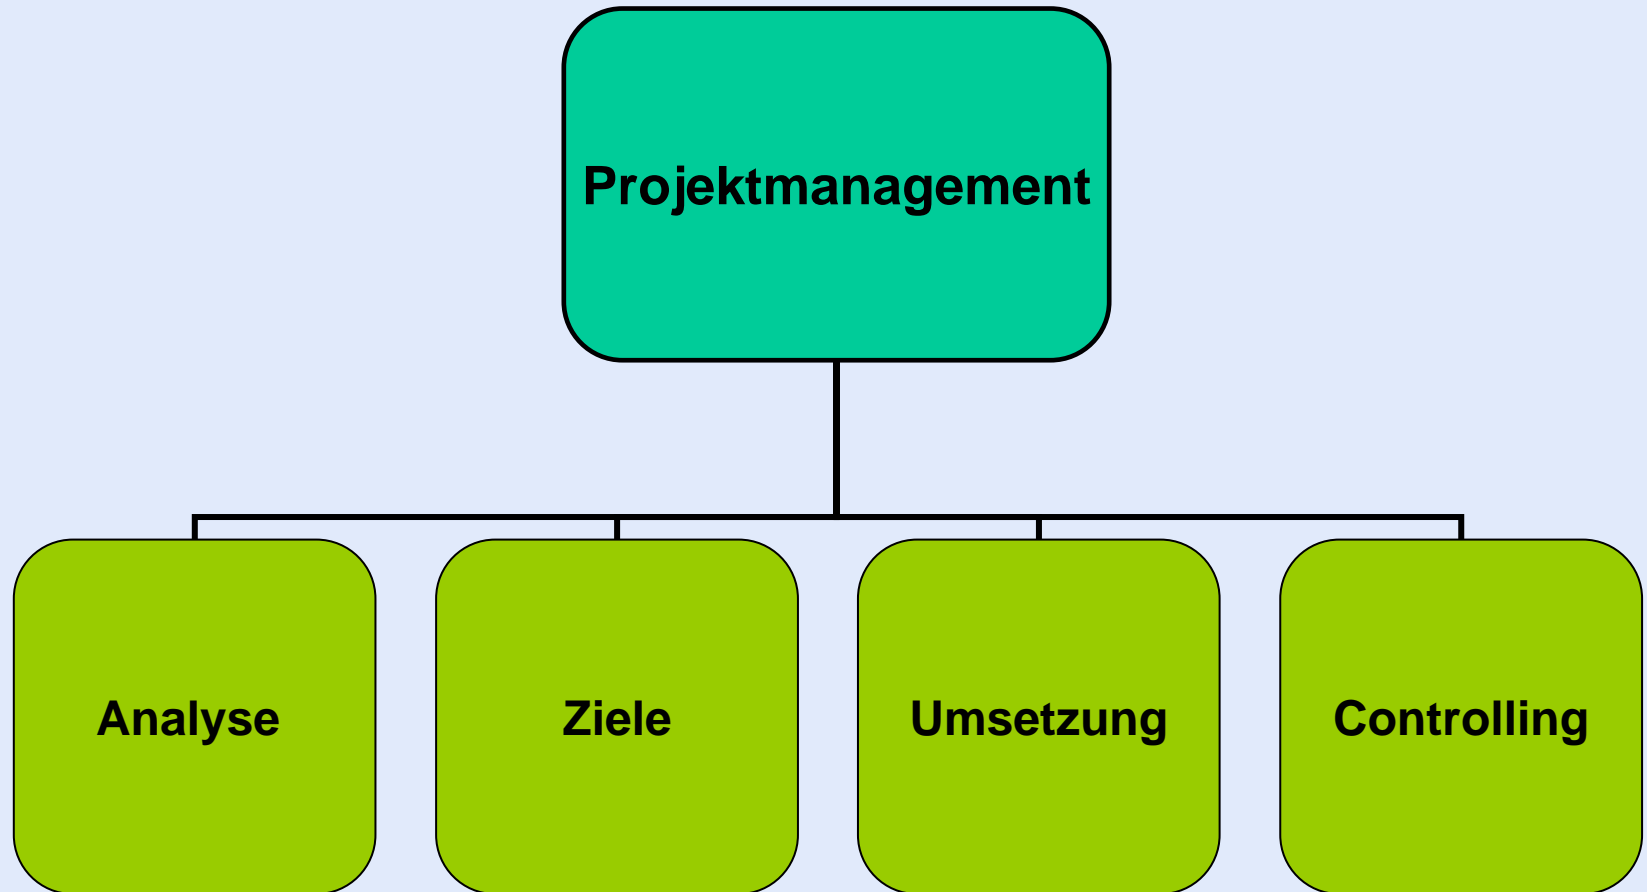 Projektmanagement
Analyse
Ziele
Umsetzung
Controlling